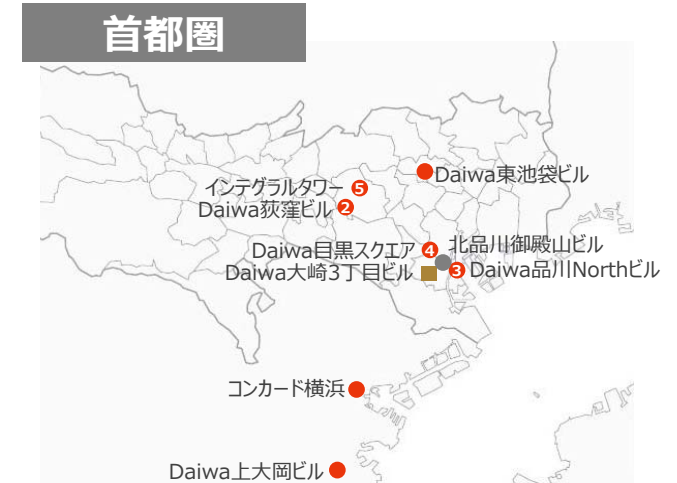 首都圏
Daiwa東池袋ビル
インテグラルタワー ❺
Daiwa荻窪ビル ❷
Daiwa目黒スクエア ❹ 北品川御殿山ビル
Daiwa大崎3丁目ビル ❸ Daiwa品川Northビル
コンカード横浜
Daiwa上大岡ビル